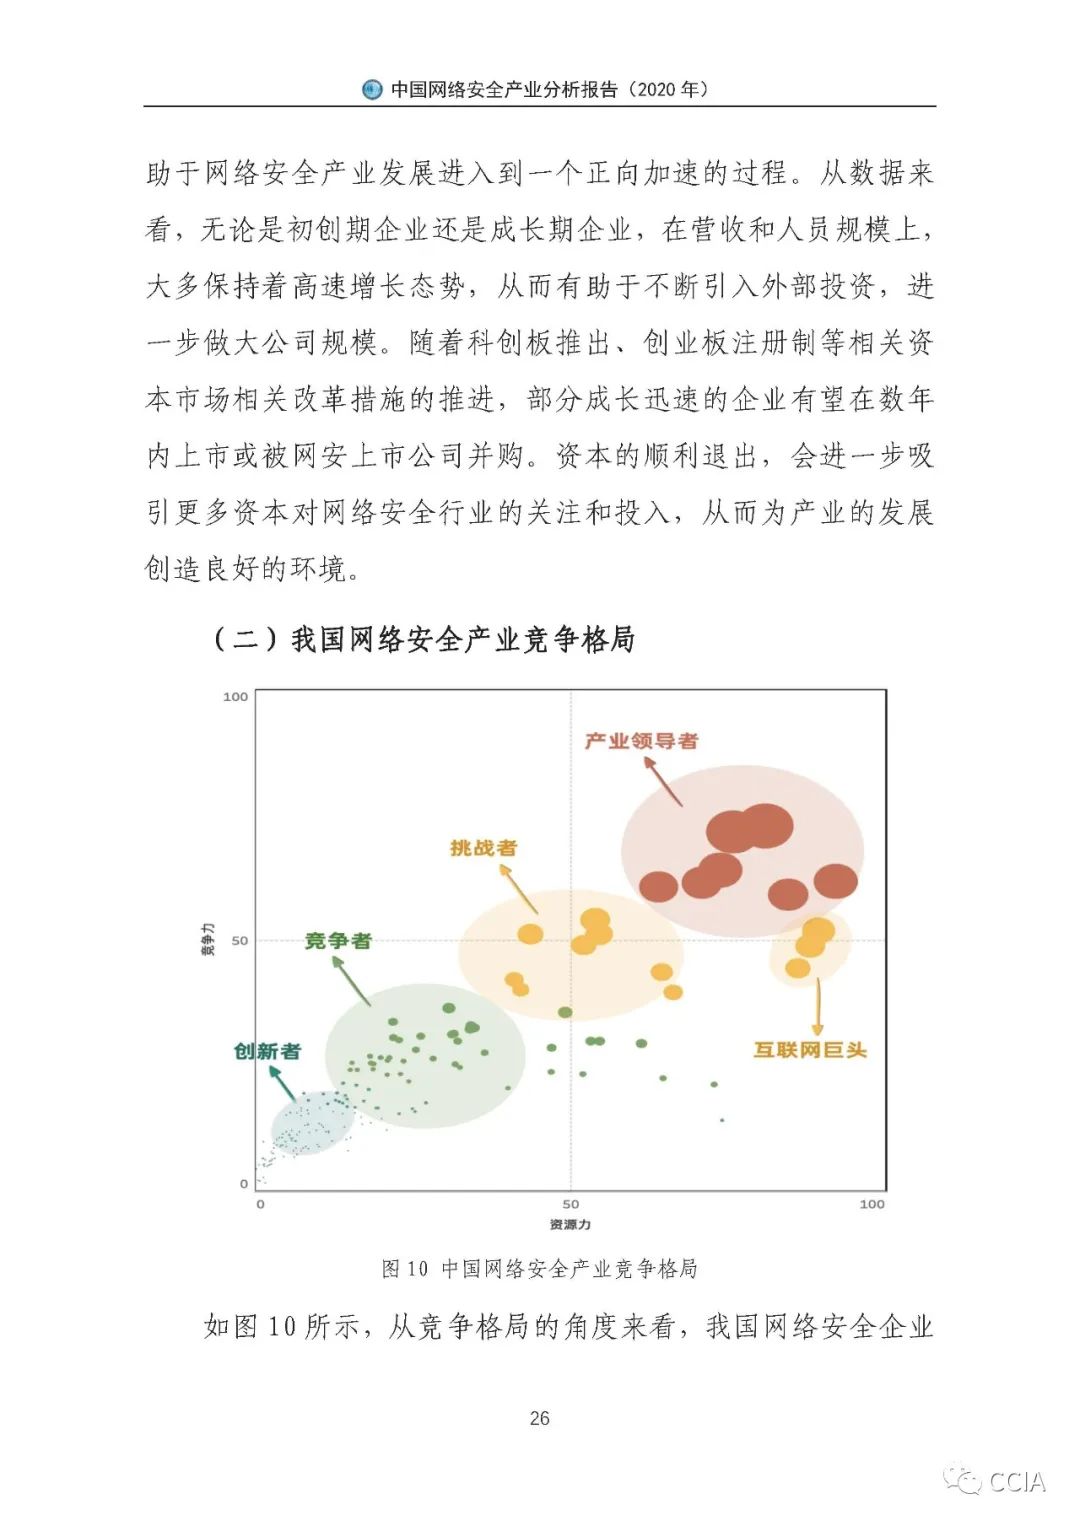 中国网络安全产业分析报告（2020 年）
助于网络安全产业发展进入到一个正向加速的过程。从数据来
看，无论是初创期企业还是成长期企业，在营收和人员规模上，
大多保持着高速增长态势，从而有助于不断引入外部投资，进
一步做大公司规模。随着科创板推出、创业板注册制等相关资
本市场相关改革措施的推进，部分成长迅速的企业有望在数年
内上市或被网安上市公司并购。资本的顺利退出，会进一步吸
引更多资本对网络安全行业的关注和投入，从而为产业的发展
创造良好的环境。
（二）我国网络安全产业竞争格局
100
产业领导者
挑战者
竞争者
50
竞争力
创新者
互联网巨头
0
0
50
100
资源力
图 10 中国网络安全产业竞争格局
如图 10 所示，从竞争格局的角度来看，我国网络安全企业
26
CCIA